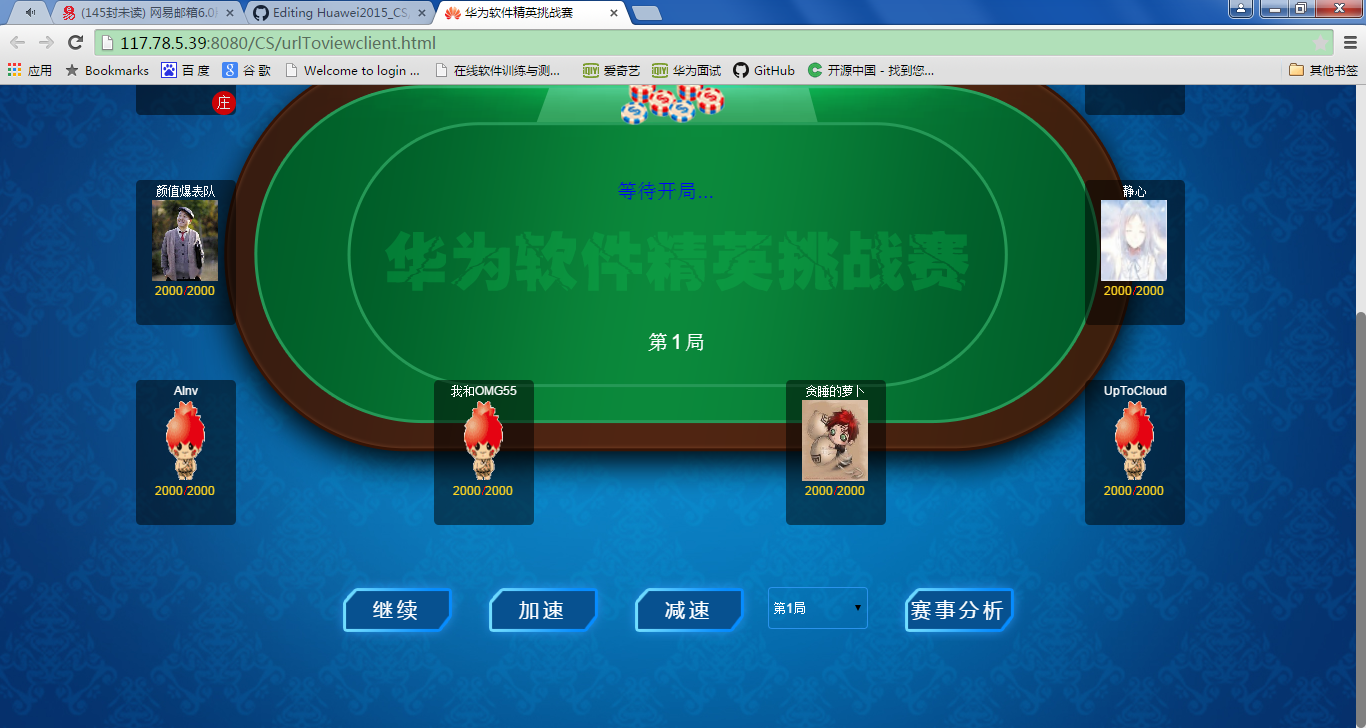 (145封未读) 网易邮箱6.0
Editing Huawei2015_CS
华为软件精英挑战赛
117.78.5.39:8080/CS/urlToviewclient.html
应用
Bookmarks
百 度
谷 歌
Welcome to login ...
在线软件训练与测...
iQIYI 爱奇艺
iQIYI 华为面试
GitHub
开源中国 - 找到您...
其他书签
庄
等待开局...
华为软件精英挑战赛
第1局
颜值爆表队
2000/2000
静心
2000/2000
AInv
2000/2000
我和OMG55
2000/2000
贪睡的萝卜
2000/2000
UpToCloud
2000/2000
继续
加速
减速
第1局
赛事分析